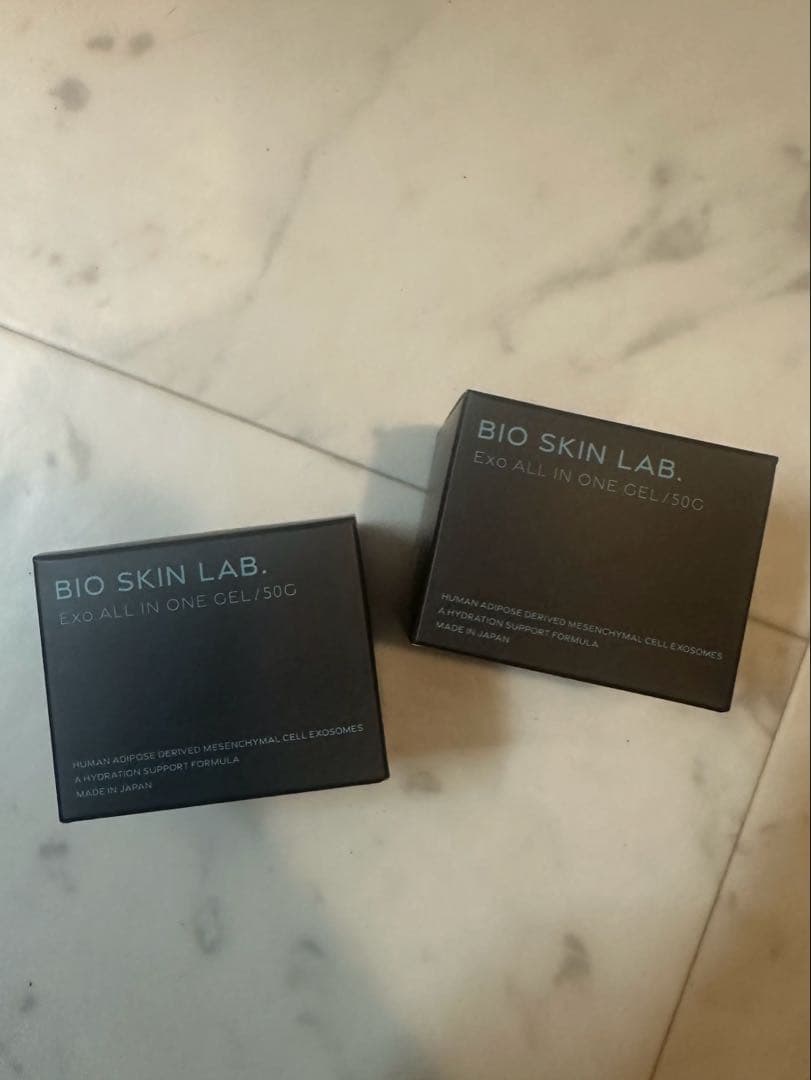 BIO SKIN LAB.
Exo ALL IN ONE GEL/50G
HUMAN ADIPOSE DERIVED MESENCHYMAL CELL EXOSOMES
A HYDRATION SUPPORT FORMULA
MADE IN JAPAN
BIO SKIN LAB.
Exo ALL IN ONE GEL/50G
HUMAN ADIPOSE DERIVED MESENCHYMAL CELL EXOSOMES
A HYDRATION SUPPORT FORMULA
MADE IN JAPAN